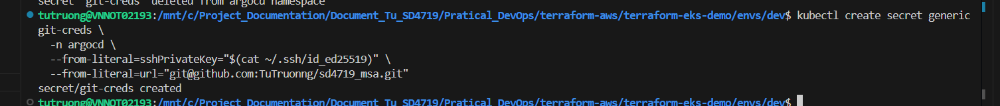 secret "git-creds" deleted from argocd namespace
tutruong@VNNOT02193:/mnt/c/Project_Documentation/Document_Tu_SD4719/Pratical_DevOps/terraform-aws/terraform-eks-demo/envs/dev$ kubectl create secret generic
git-creds \
  -n argocd \
  --from-literal=sshPrivateKey="$(cat ~/.ssh/id_ed25519)" \
  --from-literal=url="git@github.com:TuTruonng/sd4719_msa.git"
secret/git-creds created
tutruong@VNNOT02193:/mnt/c/Project_Documentation/Document_Tu_SD4719/Pratical_DevOps/terraform-aws/terraform-eks-demo/envs/dev$